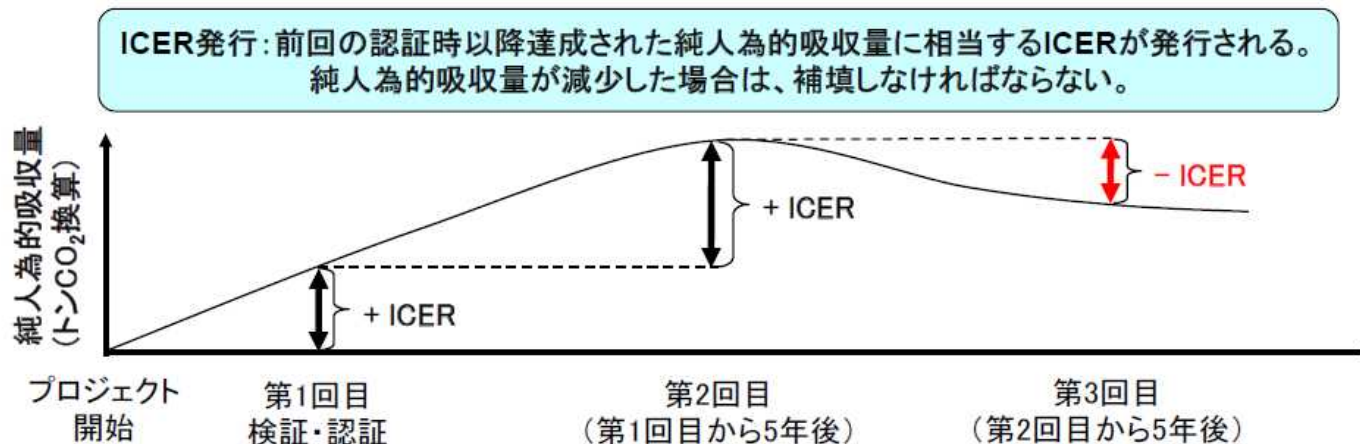 ICER発行：前回の認証時以降達成された純人為的吸収量に相当するICERが発行される。
純人為的吸収量が減少した場合は、補填しなければならない。
純人為的吸収量
（トンCO₂換算）
+ ICER
+ ICER
− ICER
プロジェクト
開始
第1回目
検証・認証
第2回目
（第1回目から5年後）
第3回目
（第2回目から5年後）